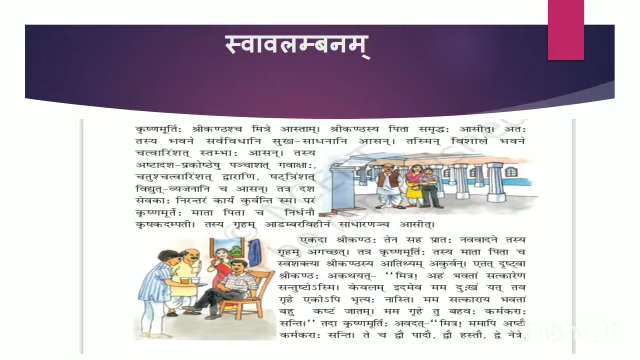 स्वावलम्बनम्
कृष्णमूर्तिः श्रीकण्ठश्च मित्रे आस्ताम्। श्रीकण्ठस्य पिता समृद्धः आसीत्। अतः
तस्य भवने सर्वविधानि सुख-साधनानि आसन्। तस्मिन् विशाले भवने
चत्वारिंशत् स्तम्भाः आसन्। तस्य
अष्टादश-प्रकोष्ठेषु पञ्चाशत् गवाक्षाः,
चतुश्चत्वारिंशत् द्वाराणि, षट्त्रिंशत्
विद्युत्-व्यजनानि च आसन्। तत्र दश
सेवकाः निरन्तरं कार्यं कुर्वन्ति स्म। परं
कृष्णमूर्तेः माता पिता च निर्धनौ
कृषकदम्पती। तस्य गृहम् आडम्बरविहीनं साधारणञ्च आसीत्।
एकदा श्रीकण्ठः तेन सह प्रातः नववादने तस्य
गृहम् अगच्छत्। तत्र कृष्णमूर्तिः तस्य माता पिता च
स्वशक्त्या श्रीकण्ठस्य आतिथ्यम् अकुर्वन्। एतत् दृष्ट्वा
श्रीकण्ठः अकथयत्- "मित्र! अहं भवतां सत्कारेण
सन्तुष्टोऽस्मि। केवलम् इदमेव मम दुःखं यत् तव
गृहे एकोऽपि भृत्यः नास्ति। मम सत्काराय भवतां
बहु कष्टं जातम्। मम गृहे तु बहवः कर्मकराः
सन्ति।" तदा कृष्णमूर्तिः अवदत्-"मित्र! ममापि अष्टौ
कर्मकराः सन्ति। ते च द्वौ पादौ, द्वौ हस्तौ, द्वे नेत्रे,